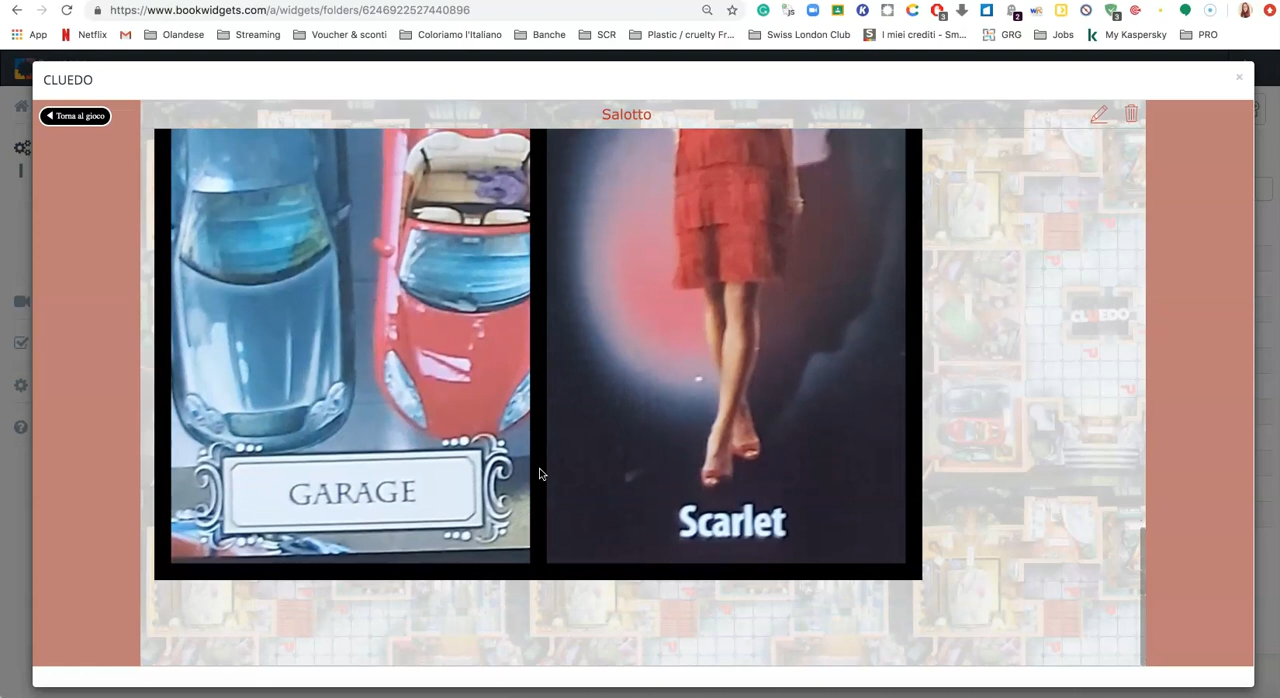 https://www.bookwidgets.com/a/widgets/folders/6246922527440896
App Netflix Olandese Streaming Voucher & sconti Coloriamo l'Italiano Banche SCR Plastic / cruelty Fr... Swiss London Club I miei crediti - Sm... GRG Jobs My Kaspersky PRO
CLUEDO
Torna al gioco
Salotto
GARAGE
Scarlet
CLUEDO